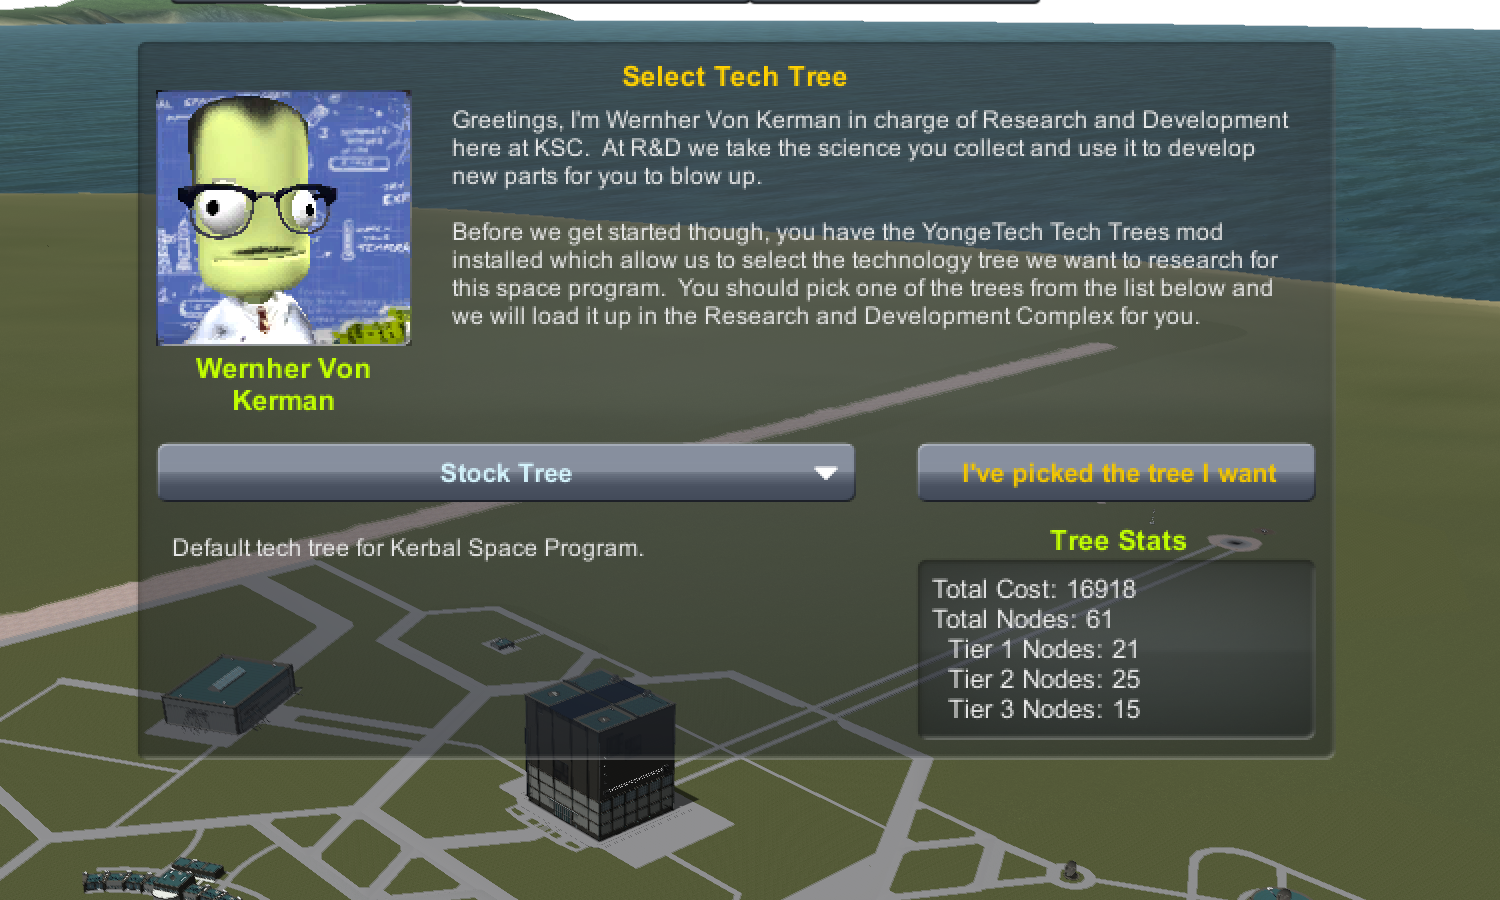 Select Tech Tree
Greetings, I'm Wernher Von Kerman in charge of Research and Development
here at KSC.  At R&D we take the science you collect and use it to develop
new parts for you to blow up.
Before we get started though, you have the YongeTech Tech Trees mod
installed which allow us to select the technology tree we want to research for
this space program.  You should pick one of the trees from the list below and
we will load it up in the Research and Development Complex for you.
Wernher Von
Kerman
Stock Tree
I've picked the tree I want
Default tech tree for Kerbal Space Program.
Tree Stats
Total Cost: 16918
Total Nodes: 61
Tier 1 Nodes: 21
Tier 2 Nodes: 25
Tier 3 Nodes: 15